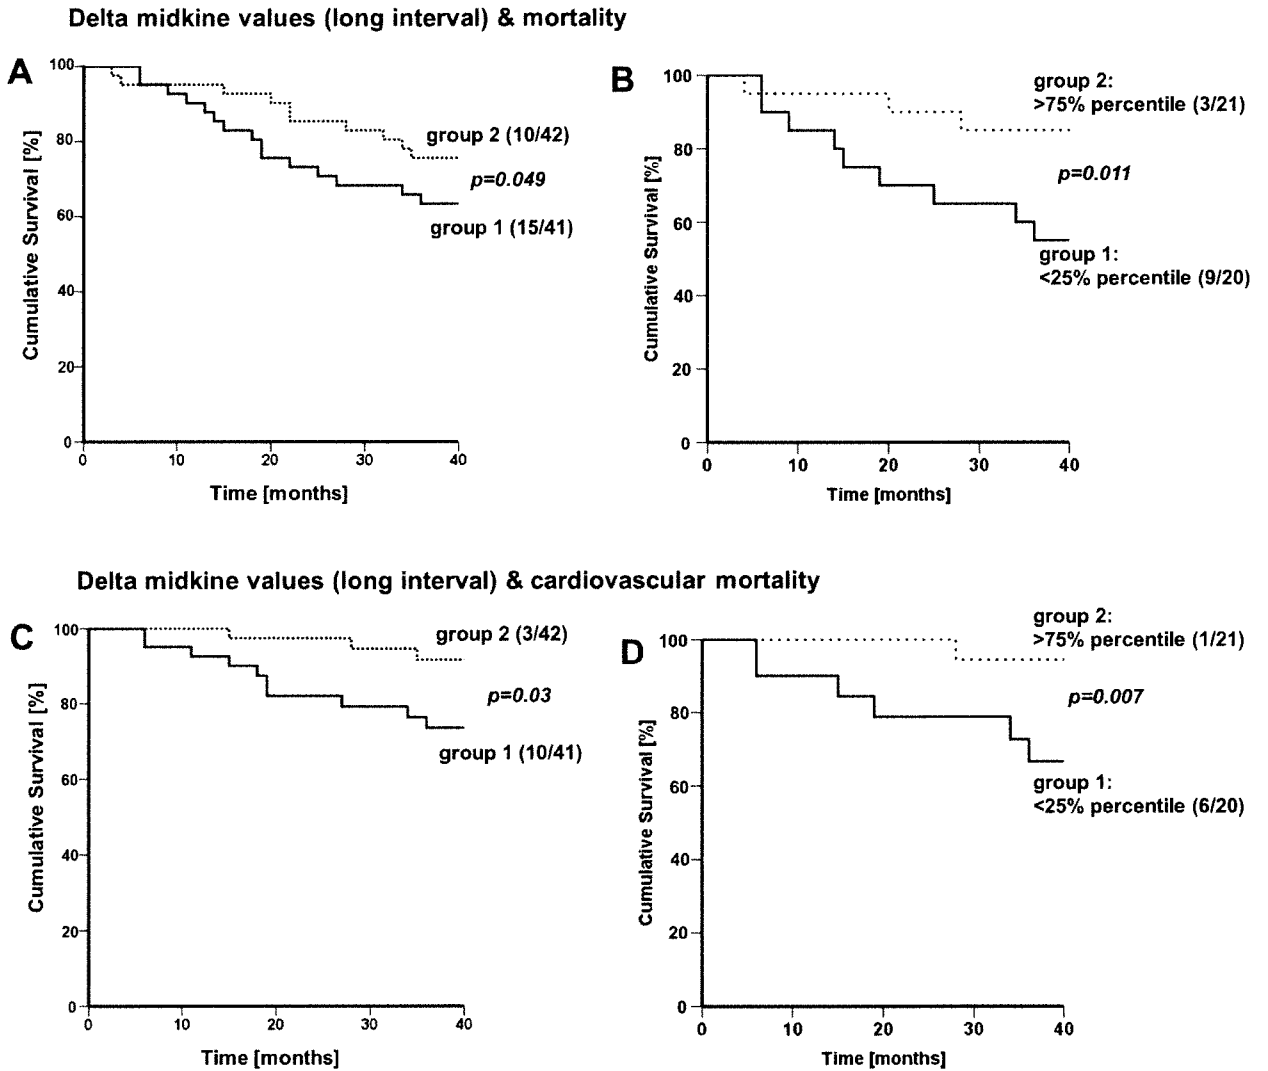 Delta midkine values (long interval) & mortality
A
100
80
60
40
20
0
0 10 20 30 40
Cumulative Survival [%]
Time [months]
group 2 (10/42)
p=0.049
group 1 (15/41)
B
100
80
60
40
20
0
0 10 20 30 40
Cumulative Survival [%]
Time [months]
group 2:
>75% percentile (3/21)
p=0.011
group 1:
<25% percentile (9/20)
Delta midkine values (long interval) & cardiovascular mortality
C
100
80
60
40
20
0
0 10 20 30 40
Cumulative Survival [%]
Time [months]
group 2 (3/42)
p=0.03
group 1 (10/41)
D
100
80
60
40
20
0
0 10 20 30 40
Cumulative Survival [%]
Time [months]
group 2:
>75% percentile (1/21)
p=0.007
group 1:
<25% percentile (6/20)